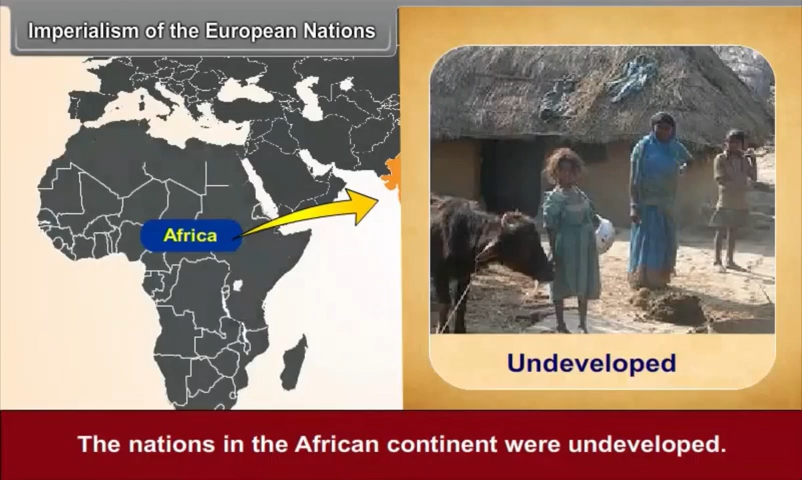 Imperialism of the European Nations
Africa
Undeveloped
The nations in the African continent were undeveloped.